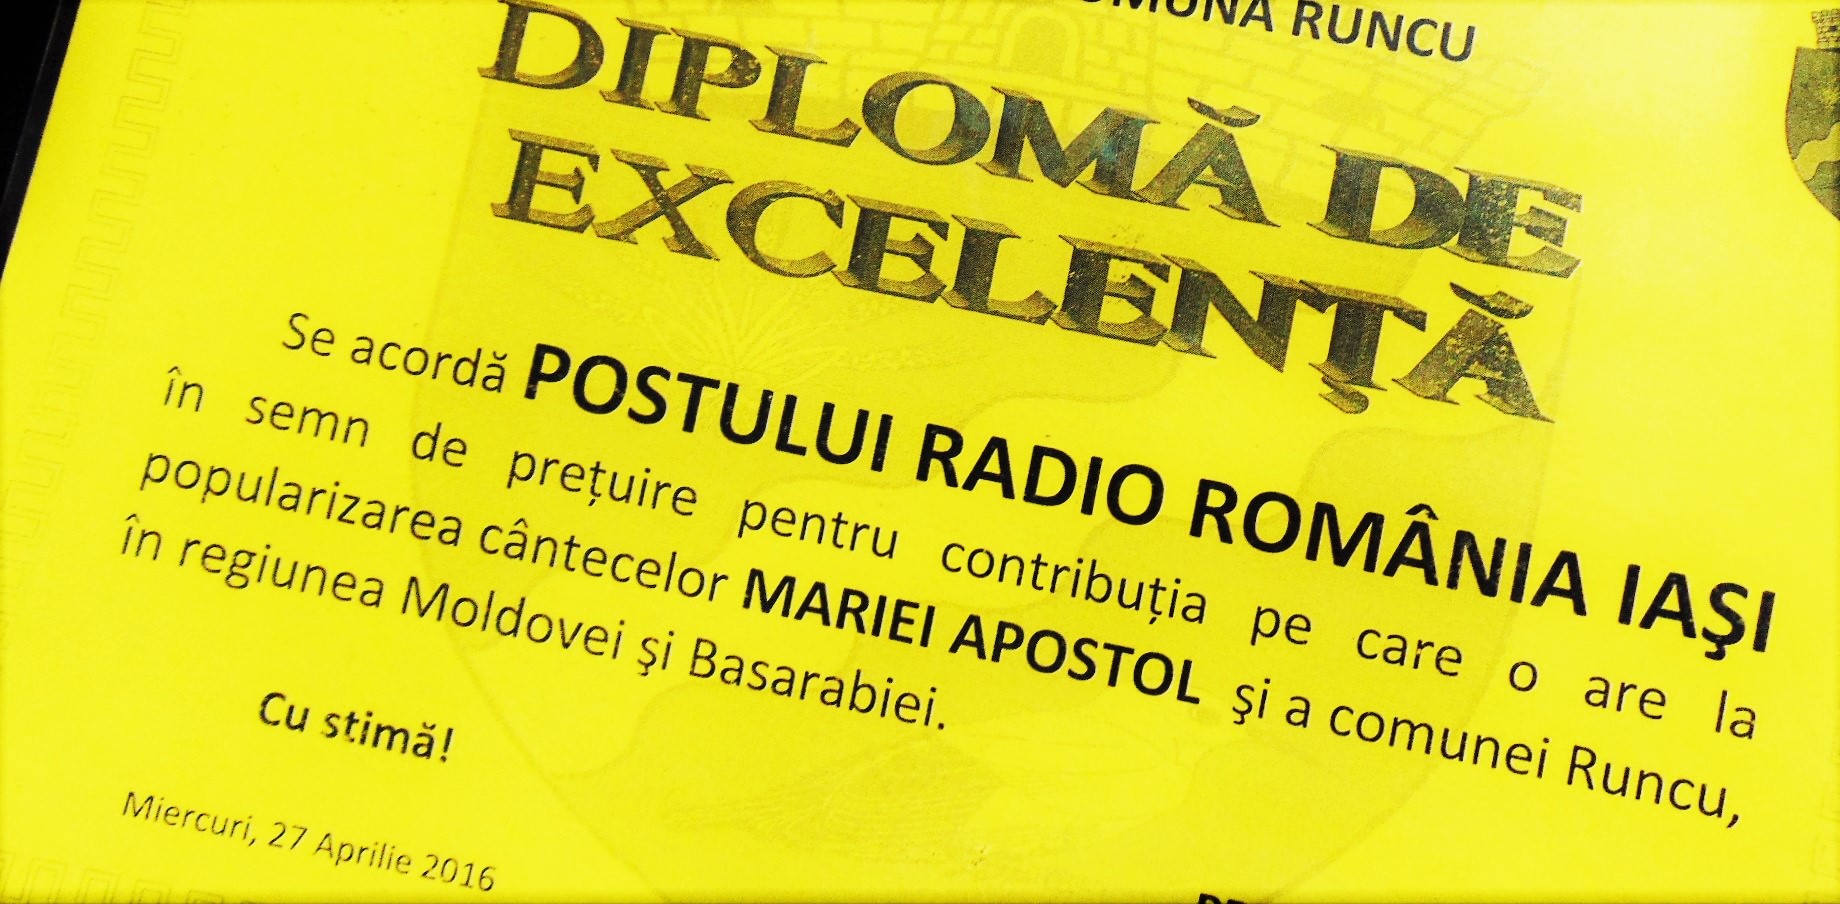 COMUNA RUNCU
DIPLOMĂ DE
EXCELENŢĂ
Se acordă POSTULUI RADIO ROMÂNIA IAŞI
în semn de prețuire pentru contribuția pe care o are la
popularizarea cântecelor MARIEI APOSTOL şi a comunei Runcu,
în regiunea Moldovei şi Basarabiei.
Cu stimă!
Miercuri, 27 Aprilie 2016